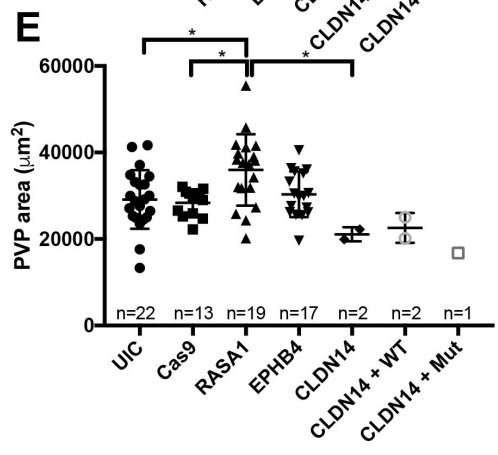 E
CLDN14
CLDN14
* 
* *
PVP area (μm²)
60000
40000
20000
0
n=22 n=13 n=19 n=17 n=2 n=2 n=1
UIC
Cas9
RASA1
EPHB4
CLDN14
CLDN14 + WT
CLDN14 + Mut